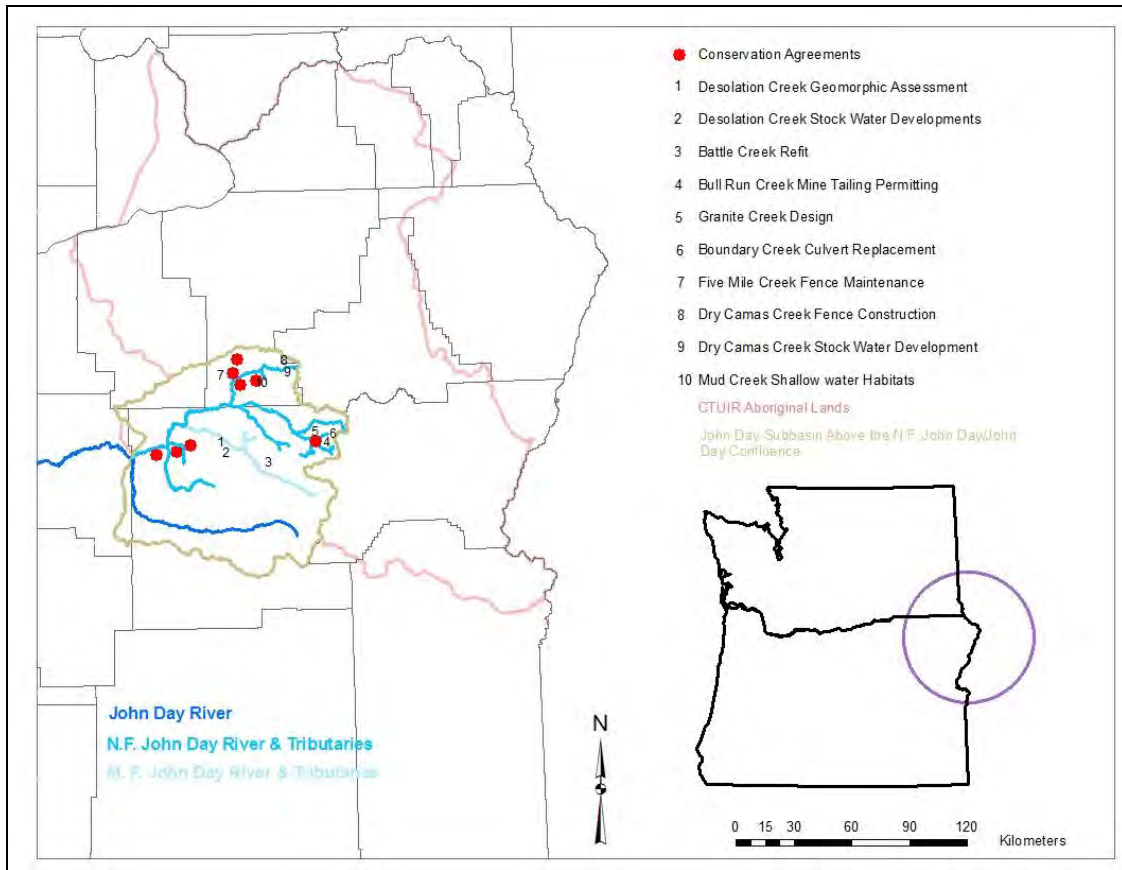 Conservation Agreements
1 Desolation Creek Geomorphic Assessment
2 Desolation Creek Stock Water Developments
3 Battle Creek Refit
4 Bull Run Creek Mine Tailing Permitting
5 Granite Creek Design
6 Boundary Creek Culvert Replacement
7 Five Mile Creek Fence Maintenance
8 Dry Camas Creek Fence Construction
9 Dry Camas Creek Stock Water Development
10 Mud Creek Shallow water Habitats
CTUIR Aboriginal Lands
John Day Subbasin Above the N.F. John Day/John
Day Confluence
8
9
7
10
5
6
4
1
2
3
John Day River
N.F. John Day River & Tributaries
M. F. John Day River & Tributaries
N
0 15 30 60 90 120
Kilometers